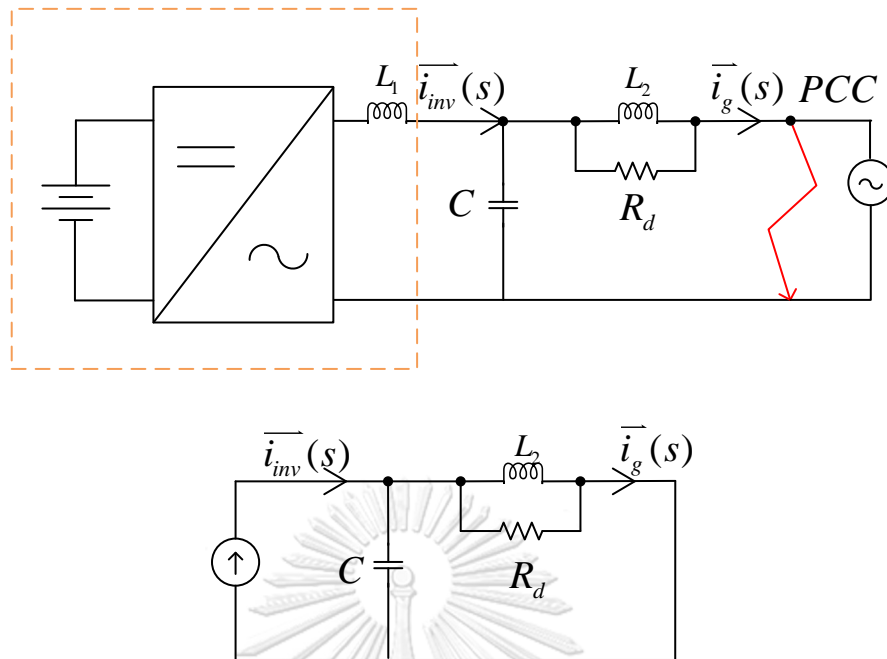 L₁ i_inv(s) L₂ i_g(s) PCC
C R_d
i_inv(s) L₂ i_g(s)
C R_d